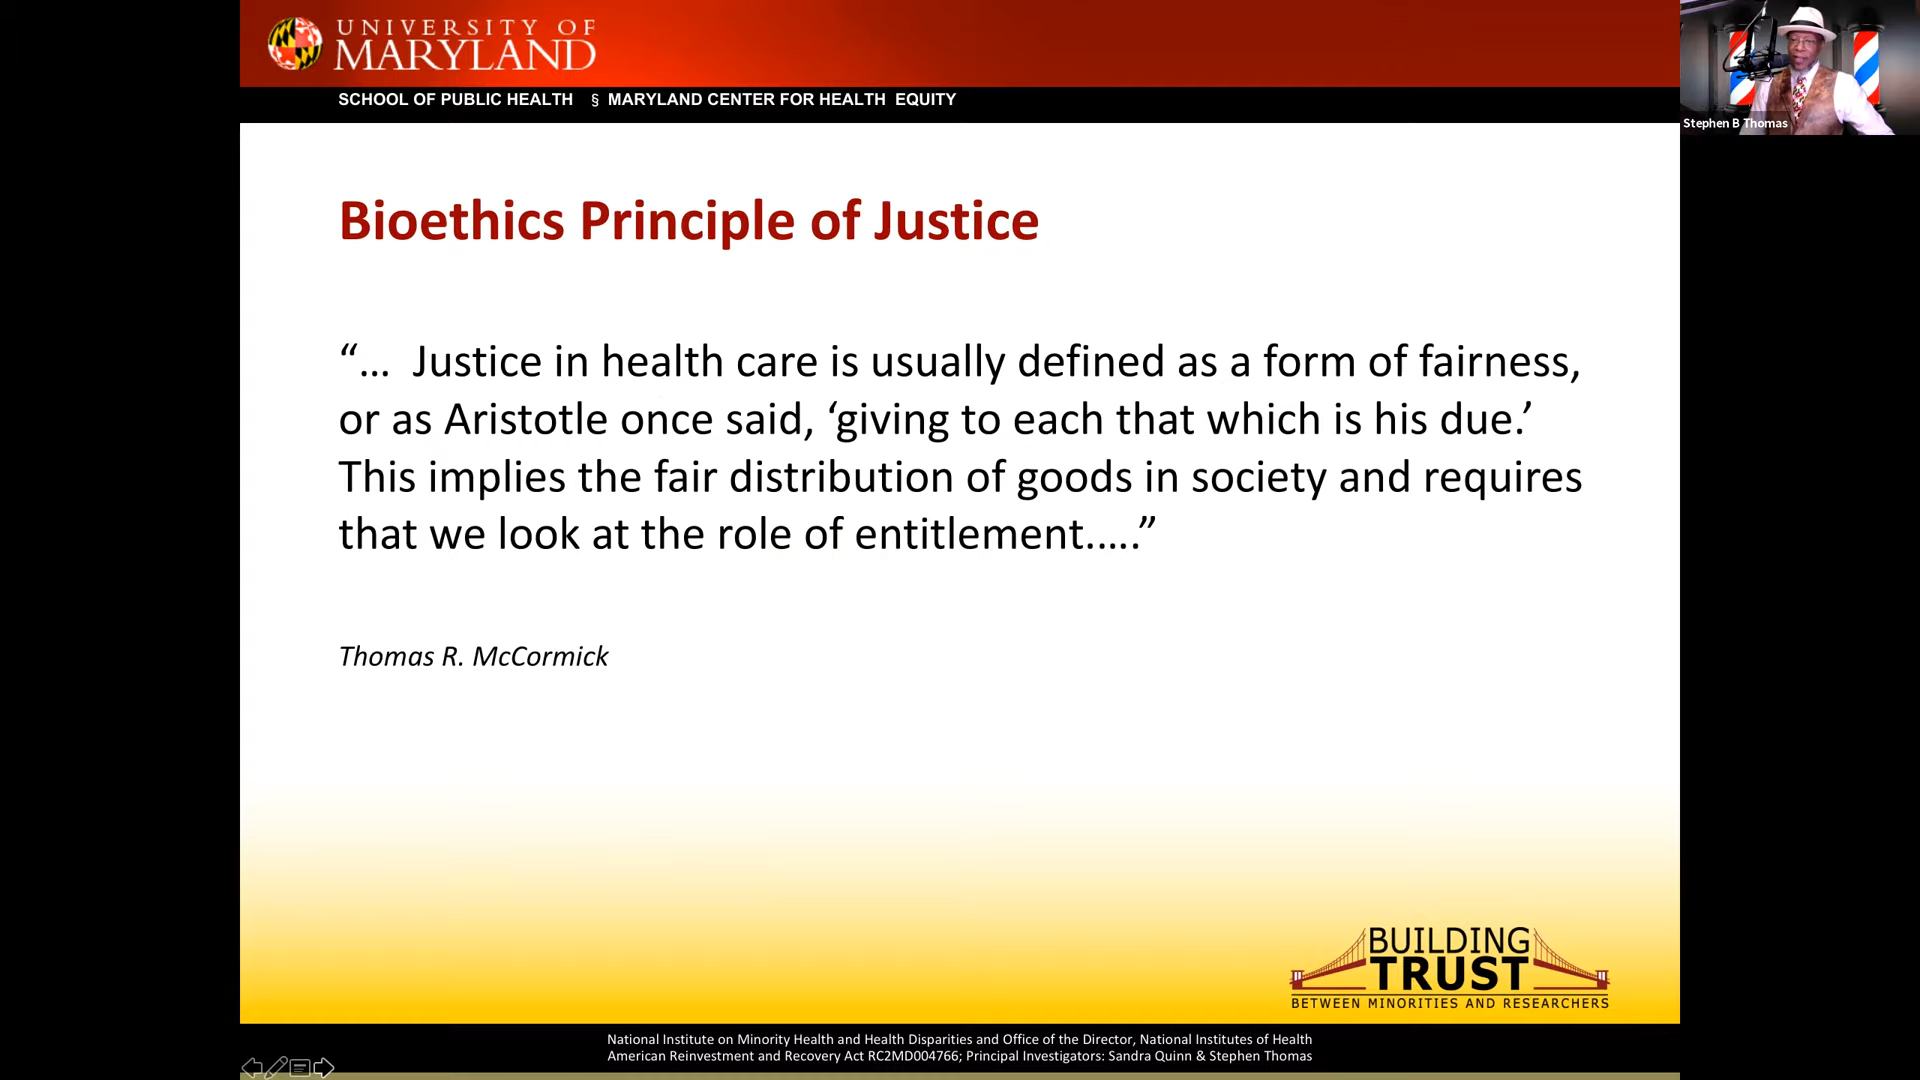 UNIVERSITY OF
MARYLAND
SCHOOL OF PUBLIC HEALTH § MARYLAND CENTER FOR HEALTH EQUITY
Stephen B Thomas
Bioethics Principle of Justice
“… Justice in health care is usually defined as a form of fairness,
or as Aristotle once said, ‘giving to each that which is his due.’
This implies the fair distribution of goods in society and requires
that we look at the role of entitlement…..”
Thomas R. McCormick
BUILDING
TRUST
BETWEEN MINORITIES AND RESEARCHERS
National Institute on Minority Health and Health Disparities and Office of the Director, National Institutes of Health
American Reinvestment and Recovery Act RC2MD004766; Principal Investigators: Sandra Quinn & Stephen Thomas